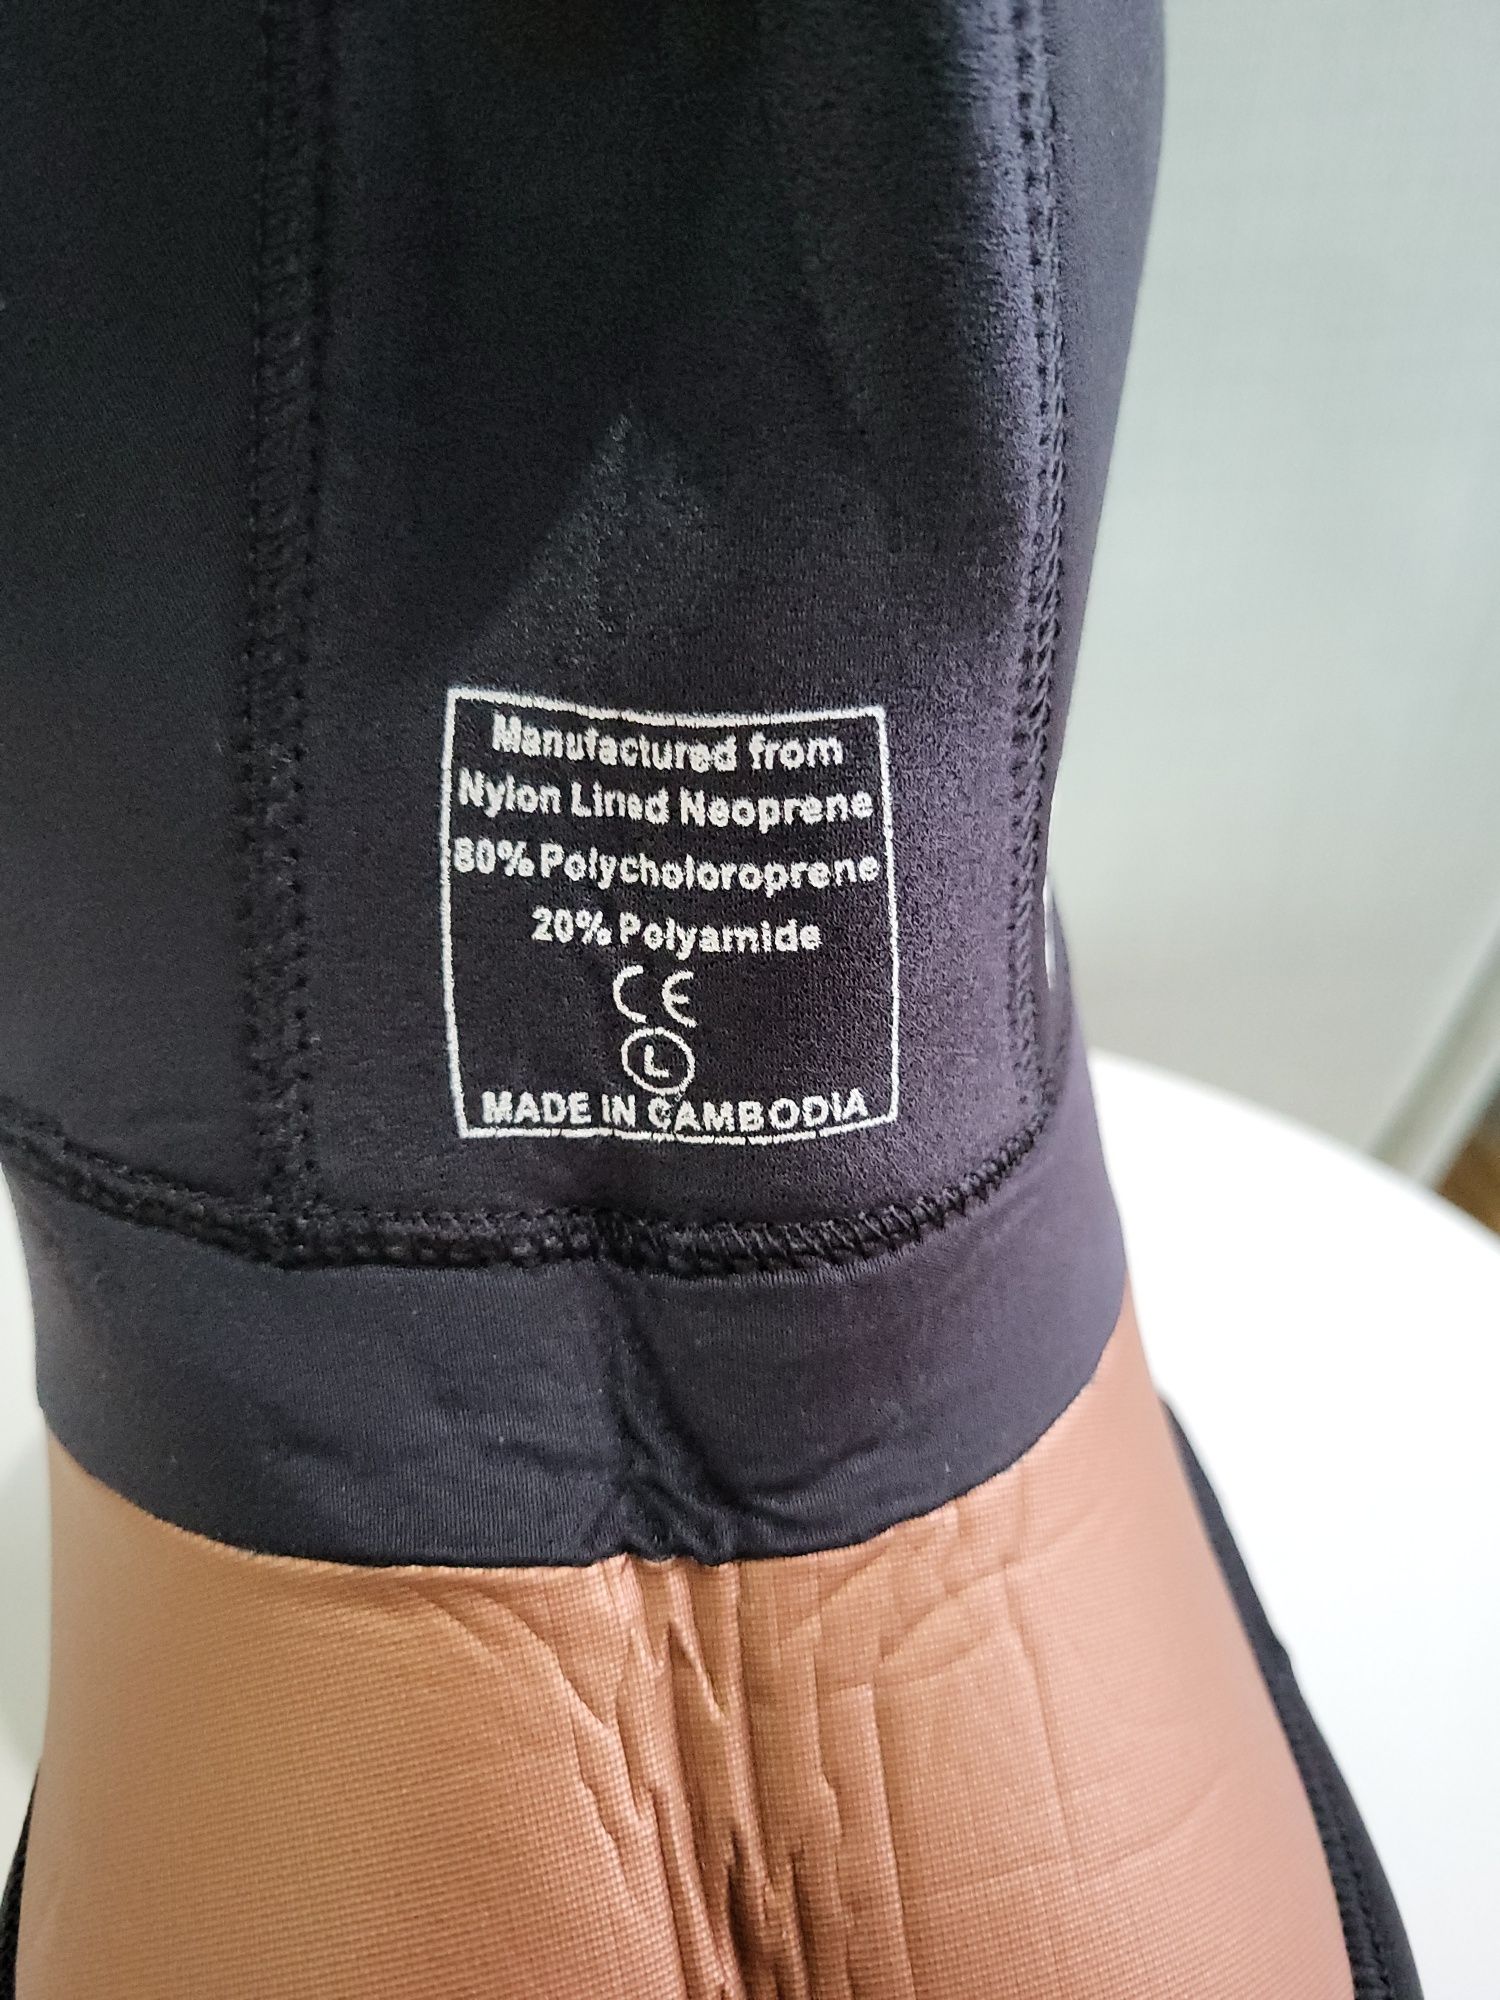 Manufactured from
Nylon Lined Neoprene
80% Polycholoroprene
20% Polyamide
CE
L
MADE IN CAMBODIA